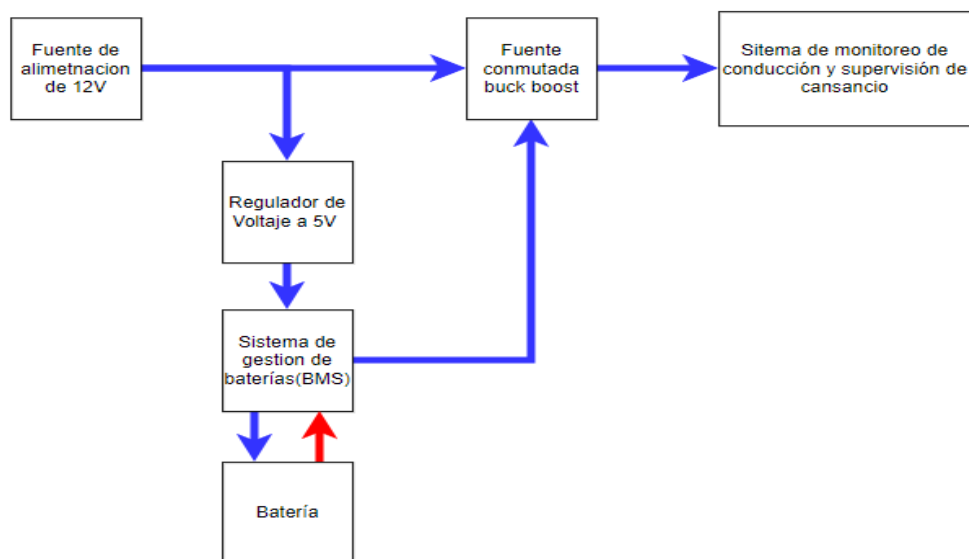 Fuente de
alimetnacion
de 12V
Fuente
conmutada
buck boost
Sitema de monitoreo de
conducción y supervisión de
cansancio
Regulador de
Voltaje a 5V
Sistema de
gestion de
baterías(BMS)
Batería